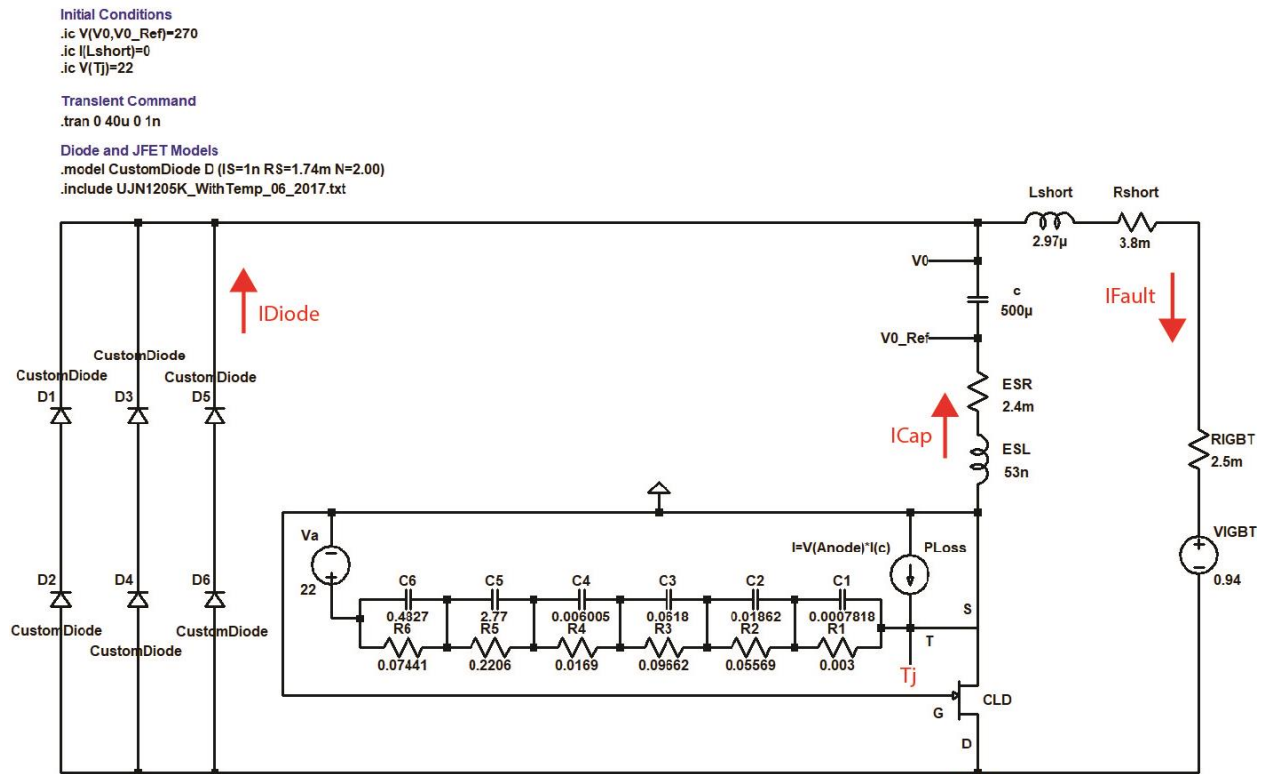 Initial Conditions
.ic V(V0,V0_Ref)=270
.ic I(Lshort)=0
.ic V(Tj)=22
Transient Command
.tran 0 40u 0 1n
Diode and JFET Models
.model CustomDiode D (IS=1n RS=1.74m N=2.00)
.include UJN1205K_WithTemp_06_2017.txt
Lshort
Rshort
2.97µ
3.8m
V0
c
500µ
V0_Ref
IDiode
IFault
CustomDiode
CustomDiode
CustomDiode
D1
D3
D5
ESR
2.4m
ICap
ESL
53n
RIGBT
2.5m
Va
22
I=V(Anode)*I(c)
PLoss
VIGBT
0.94
D2
D4
D6
CustomDiode
CustomDiode
CustomDiode
C6
C5
C4
C3
C2
C1
0.4827
2.77
0.006005
0.0618
0.01862
0.0007818
R6
R5
R4
R3
R2
R1
0.07441
0.2206
0.0169
0.09662
0.05569
0.003
S
T
Tj
G
CLD
D